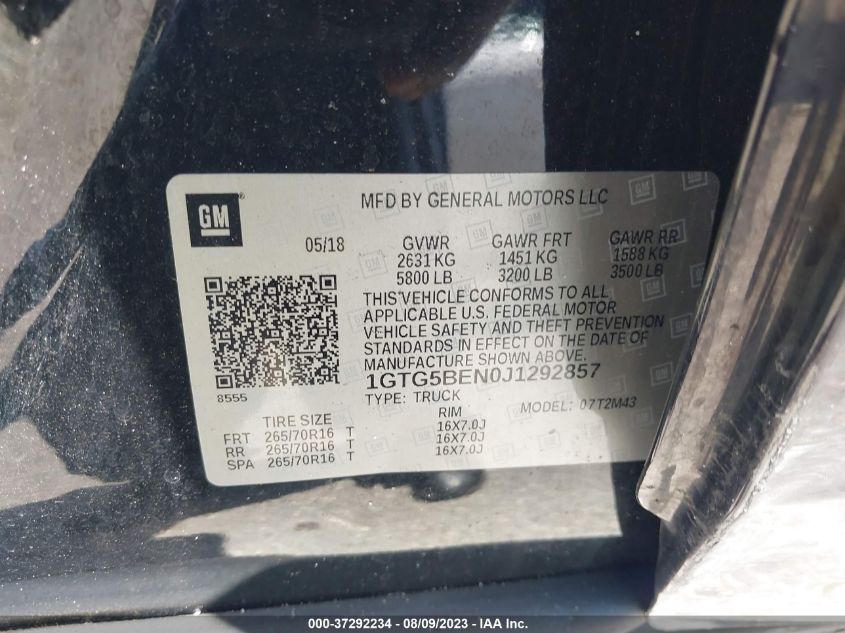 GM
MFD BY GENERAL MOTORS LLC
05/18 GVWR GAWR FRT GAWR RR
2631 KG 1451 KG 1588 KG
5800 LB 3200 LB 3500 LB
THIS VEHICLE CONFORMS TO ALL
APPLICABLE U.S. FEDERAL MOTOR
VEHICLE SAFETY AND THEFT PREVENTION
STANDARDS IN EFFECT ON THE DATE OF
MANUFACTURE SHOWN ABOVE.
8555
1GTG5BEN0J1292857
TYPE: TRUCK MODEL: 07T2M43
TIRE SIZE RIM
FRT 265/70R16 T 16X7.0J
RR 265/70R16 T 16X7.0J
SPA 265/70R16 T 16X7.0J
000-37292234 - 08/09/2023 - IAA Inc.